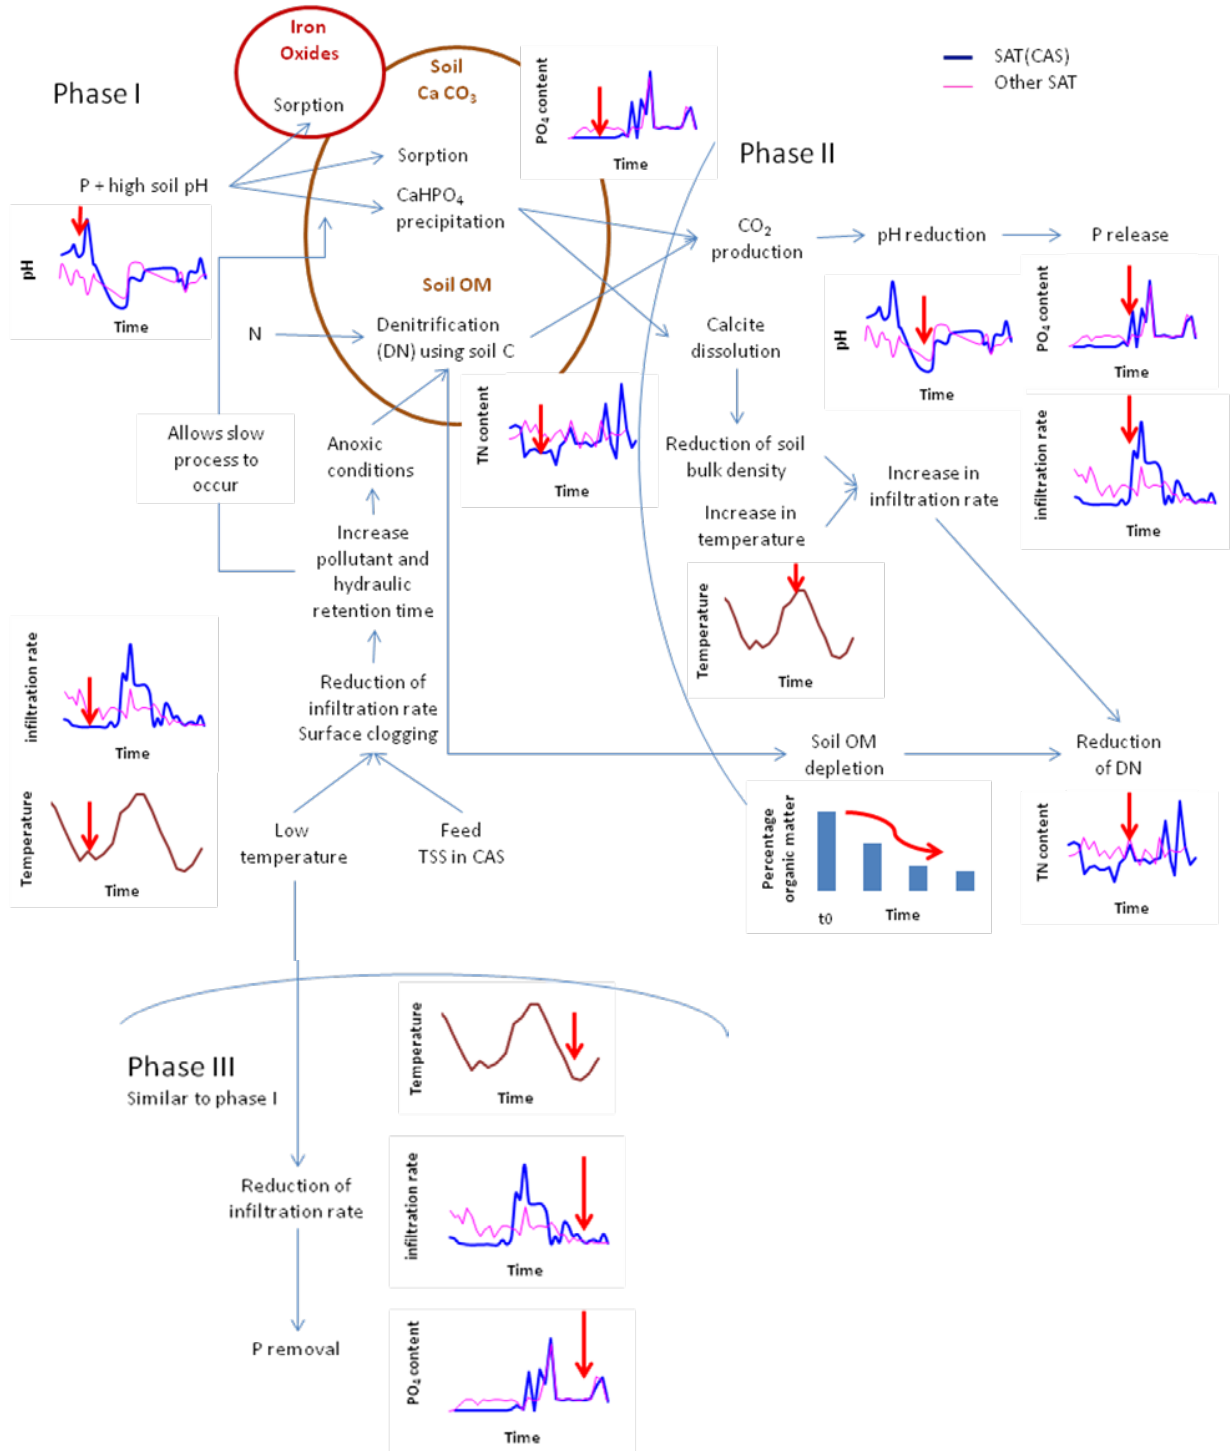 Iron
Oxides
Sorption
Soil
Ca CO₃
SAT(CAS)
Other SAT
Phase I
PO₄ content
Time
Phase II
Sorption
P + high soil pH
CaHPO₄
precipitation
pH
Time
CO₂
production
pH reduction
P release
Soil OM
N
Denitrification
(DN) using soil C
Calcite
dissolution
pH
Time
PO₄ content
Time
TN content
Time
Allows slow
process to
occur
Anoxic
conditions
Reduction of soil
bulk density
Increase in
infiltration rate
infiltration rate
Time
Increase in
temperature
Increase
pollutant and
hydraulic
retention time
Temperature
Time
infiltration rate
Time
Reduction of
infiltration rate
Surface clogging
Soil OM
depletion
Reduction
of DN
Temperature
Time
Low
temperature
Feed
TSS in CAS
Percentage
organic matter
t0
Time
TN content
Time
Phase III
Similar to phase I
Temperature
Time
Reduction of
infiltration rate
infiltration rate
Time
P removal
PO₄ content
Time